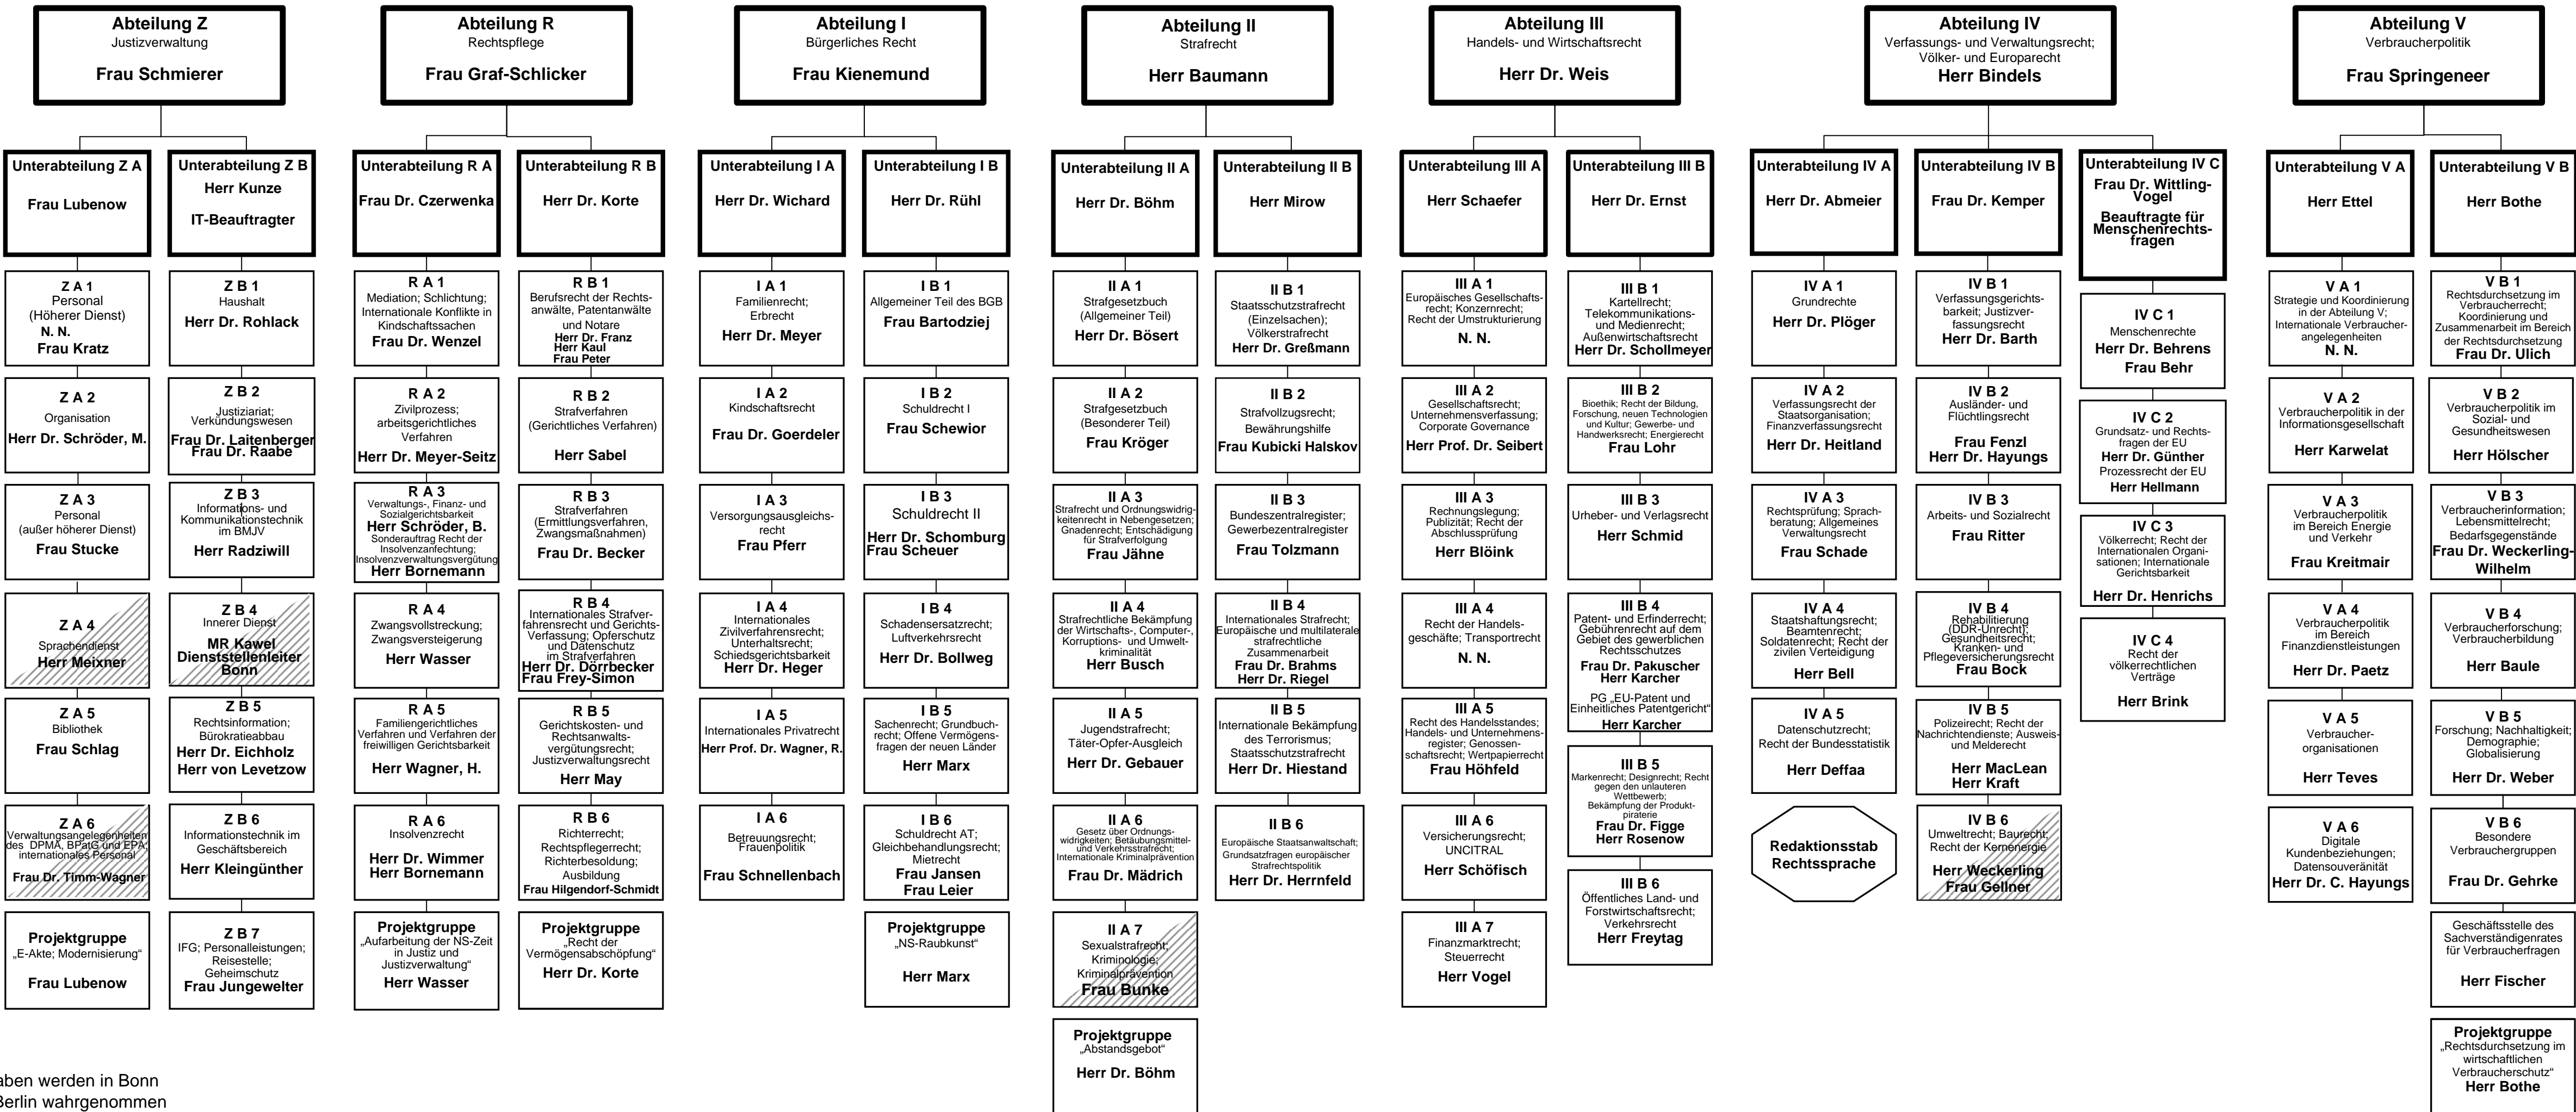 Abteilung Z
Justizverwaltung
Frau Schmierer
Unterabteilung Z A
Frau Lubenow
Z A 1
Personal
(Höherer Dienst)
N. N.
Frau Kratz
Z A 2
Organisation
Herr Dr. Schröder, M.
Z A 3
Personal
(außer höherer Dienst)
Frau Stucke
Z A 4
Sprachendienst
Herr Meixner
Z A 5
Bibliothek
Frau Schlag
Z A 6
Verwaltungsangelegenheiten
des DPMA, BPatG und EPA;
internationales Personal
Frau Dr. Timm-Wagner
Projektgruppe
„E-Akte; Modernisierung“
Frau Lubenow
Unterabteilung Z B
Herr Kunze
IT-Beauftragter
Z B 1
Haushalt
Herr Dr. Rohlack
Z B 2
Justiziariat;
Verkündungswesen
Frau Dr. Laitenberger
Frau Dr. Raabe
Z B 3
Informations- und
Kommunikationstechnik
im BMJV
Herr Radziwill
Z B 4
Innerer Dienst
MR Kawel
Dienststellenleiter
Bonn
Z B 5
Rechtsinformation;
Bürokratieabbau
Herr Dr. Eichholz
Herr von Levetzow
Z B 6
Informationstechnik im
Geschäftsbereich
Herr Kleingünther
Z B 7
IFG; Personalleistungen;
Reisestelle;
Geheimschutz
Frau Jungewelter
Abteilung R
Rechtspflege
Frau Graf-Schlicker
Unterabteilung R A
Frau Dr. Czerwenka
R A 1
Mediation; Schlichtung;
Internationale Konflikte in
Kindschaftssachen
Frau Dr. Wenzel
R A 2
Zivilprozess;
arbeitsgerichtliches
Verfahren
Herr Dr. Meyer-Seitz
R A 3
Verwaltungs-, Finanz- und
Sozialgerichtsbarkeit
Herr Schröder, B.
Sonderauftrag Recht der
Insolvenzanfechtung;
Insolvenzverwaltungsvergütung
Herr Bornemann
R A 4
Zwangsvollstreckung;
Zwangsversteigerung
Herr Wasser
R A 5
Familiengerichtliches
Verfahren und Verfahren der
freiwilligen Gerichtsbarkeit
Herr Wagner, H.
R A 6
Insolvenzrecht
Herr Dr. Wimmer
Herr Bornemann
Projektgruppe
„Aufarbeitung der NS-Zeit
in Justiz und
Justizverwaltung“
Herr Wasser
Unterabteilung R B
Herr Dr. Korte
R B 1
Berufsrecht der Rechts-
anwälte, Patentanwälte
und Notare
Herr Dr. Franz
Herr Kaul
Frau Peter
R B 2
Strafverfahren
(Gerichtliches Verfahren)
Herr Sabel
R B 3
Strafverfahren
(Ermittlungsverfahren,
Zwangsmaßnahmen)
Frau Dr. Becker
R B 4
Internationales Strafver-
fahrensrecht und Gerichts-
Verfassung; Opferschutz
und Datenschutz
im Strafverfahren
Herr Dr. Dörrbecker
Frau Frey-Simon
R B 5
Gerichtskosten- und
Rechtsanwalts-
vergütungsrecht;
Justizverwaltungsrecht
Herr May
R B 6
Richterrecht;
Rechtspflegerrecht;
Richterbesoldung;
Ausbildung
Frau Hilgendorf-Schmidt
Projektgruppe
„Recht der
Vermögensabschöpfung“
Herr Dr. Korte
Abteilung I
Bürgerliches Recht
Frau Kienemund
Unterabteilung I A
Herr Dr. Wichard
I A 1
Familienrecht;
Erbrecht
Herr Dr. Meyer
I A 2
Kindschaftsrecht
Frau Dr. Goerdeler
I A 3
Versorgungsausgleichs-
recht
Frau Pferr
I A 4
Internationales
Zivilverfahrensrecht;
Unterhaltsrecht;
Schiedsgerichtsbarkeit
Herr Dr. Heger
I A 5
Internationales Privatrecht
Herr Prof. Dr. Wagner, R.
I A 6
Betreuungsrecht;
Frauenpolitik
Frau Schnellenbach
Unterabteilung I B
Herr Dr. Rühl
I B 1
Allgemeiner Teil des BGB
Frau Bartodziej
I B 2
Schuldrecht I
Frau Schewior
I B 3
Schuldrecht II
Herr Dr. Schomburg
Frau Scheuer
I B 4
Schadensersatzrecht;
Luftverkehrsrecht
Herr Dr. Bollweg
I B 5
Sachenrecht; Grundbuch-
recht; Offene Vermögens-
fragen der neuen Länder
Herr Marx
I B 6
Schuldrecht AT;
Gleichbehandlungsrecht;
Mietrecht
Frau Jansen
Frau Leier
Projektgruppe
„NS-Raubkunst“
Herr Marx
Abteilung II
Strafrecht
Herr Baumann
Unterabteilung II A
Herr Dr. Böhm
II A 1
Strafgesetzbuch
(Allgemeiner Teil)
Herr Dr. Bösert
II A 2
Strafgesetzbuch
(Besonderer Teil)
Frau Kröger
II A 3
Strafrecht und Ordnungswidrig-
keitenrecht in Nebengesetzen;
Gnadenrecht; Entschädigung
für Strafverfolgung
Frau Jähne
II A 4
Strafrechtliche Bekämpfung
der Wirtschafts-, Computer-,
Korruptions- und Umwelt-
kriminalität
Herr Busch
II A 5
Jugendstrafrecht;
Täter-Opfer-Ausgleich
Herr Dr. Gebauer
II A 6
Gesetz über Ordnungs-
widrigkeiten; Betäubungsmittel-
und Verkehrsstrafrecht;
Internationale Kriminalprävention
Frau Dr. Mädrich
II A 7
Sexualstrafrecht;
Kriminologie;
Kriminalprävention
Frau Bunke
Projektgruppe
„Abstandsgebot“
Herr Dr. Böhm
Unterabteilung II B
Herr Mirow
II B 1
Staatsschutzstrafrecht
(Einzelsachen);
Völkerstrafrecht
Herr Dr. Greßmann
II B 2
Strafvollzugsrecht;
Bewährungshilfe
Frau Kubicki Halskov
II B 3
Bundeszentralregister;
Gewerbezentralregister
Frau Tolzmann
II B 4
Internationales Strafrecht;
Europäische und multilaterale
strafrechtliche
Zusammenarbeit
Frau Dr. Brahms
Herr Dr. Riegel
II B 5
Internationale Bekämpfung
des Terrorismus;
Staatsschutzstrafrecht
Herr Dr. Hiestand
II B 6
Europäische Staatsanwaltschaft;
Grundsatzfragen europäischer
Strafrechtspolitik
Herr Dr. Herrnfeld
Abteilung III
Handels- und Wirtschaftsrecht
Herr Dr. Weis
Unterabteilung III A
Herr Schaefer
III A 1
Europäisches Gesellschafts-
recht; Konzernrecht;
Recht der Umstrukturierung
N. N.
III A 2
Gesellschaftsrecht;
Unternehmensverfassung;
Corporate Governance
Herr Prof. Dr. Seibert
III A 3
Rechnungslegung;
Publizität; Recht der
Abschlussprüfung
Herr Blöink
III A 4
Recht der Handels-
geschäfte; Transportrecht
N. N.
III A 5
Recht des Handelsstandes;
Handels- und Unternehmens-
register; Genossen-
schaftsrecht; Wertpapierrecht
Frau Höhfeld
III A 6
Versicherungsrecht;
UNCITRAL
Herr Schöfisch
III A 7
Finanzmarktrecht;
Steuerrecht
Herr Vogel
Unterabteilung III B
Herr Dr. Ernst
III B 1
Kartellrecht;
Telekommunikations-
und Medienrecht;
Außenwirtschaftsrecht
Herr Dr. Schollmeyer
III B 2
Bioethik; Recht der Bildung,
Forschung, neuen Technologien
und Kultur; Gewerbe- und
Handwerksrecht; Energierecht
Frau Lohr
III B 3
Urheber- und Verlagsrecht
Herr Schmid
III B 4
Patent- und Erfinderrecht;
Gebührenrecht auf dem
Gebiet des gewerblichen
Rechtsschutzes
Frau Dr. Pakuscher
Herr Karcher
PG „EU-Patent und
Einheitliches Patentgericht“
Herr Karcher
III B 5
Markenrecht; Designrecht; Recht
gegen den unlauteren
Wettbewerb;
Bekämpfung der Produkt-
piraterie
Frau Dr. Figge
Herr Rosenow
III B 6
Öffentliches Land- und
Forstwirtschaftsrecht;
Verkehrsrecht
Herr Freytag
Abteilung IV
Verfassungs- und Verwaltungsrecht;
Völker- und Europarecht
Herr Bindels
Unterabteilung IV A
Herr Dr. Abmeier
IV A 1
Grundrechte
Herr Dr. Plöger
IV A 2
Verfassungsrecht der
Staatsorganisation;
Finanzverfassungsrecht
Herr Dr. Heitland
IV A 3
Rechtsprüfung; Sprach-
beratung; Allgemeines
Verwaltungsrecht
Frau Schade
IV A 4
Staatshaftungsrecht;
Beamtenrecht;
Soldatenrecht; Recht der
zivilen Verteidigung
Herr Bell
IV A 5
Datenschutzrecht;
Recht der Bundesstatistik
Herr Deffaa
Redaktionsstab
Rechtssprache
Unterabteilung IV B
Frau Dr. Kemper
IV B 1
Verfassungsgerichts-
barkeit; Justizver-
fassungsrecht
Herr Dr. Barth
IV B 2
Ausländer- und
Flüchtlingsrecht
Frau Fenzl
Herr Dr. Hayungs
IV B 3
Arbeits- und Sozialrecht
Frau Ritter
IV B 4
Rehabilitierung
(DDR-Unrecht);
Gesundheitsrecht;
Kranken- und
Pflegeversicherungsrecht
Frau Bock
IV B 5
Polizeirecht; Recht der
Nachrichtendienste; Ausweis-
und Melderecht
Herr MacLean
Herr Kraft
IV B 6
Umweltrecht; Baurecht;
Recht der Kernenergie
Herr Weckerling
Frau Gellner
Unterabteilung IV C
Frau Dr. Wittling-
Vogel
Beauftragte für
Menschenrechts-
fragen
IV C 1
Menschenrechte
Herr Dr. Behrens
Frau Behr
IV C 2
Grundsatz- und Rechts-
fragen der EU
Herr Dr. Günther
Prozessrecht der EU
Herr Hellmann
IV C 3
Völkerrecht; Recht der
Internationalen Organi-
sationen; Internationale
Gerichtsbarkeit
Herr Dr. Henrichs
IV C 4
Recht der
völkerrechtlichen
Verträge
Herr Brink
Abteilung V
Verbraucherpolitik
Frau Springeneer
Unterabteilung V A
Herr Ettel
V A 1
Strategie und Koordinierung
in der Abteilung V;
Internationale Verbraucher-
angelegenheiten
N. N.
V A 2
Verbraucherpolitik in der
Informationsgesellschaft
Herr Karwelat
V A 3
Verbraucherpolitik
im Bereich Energie
und Verkehr
Frau Kreitmair
V A 4
Verbraucherpolitik
im Bereich
Finanzdienstleistungen
Herr Dr. Paetz
V A 5
Verbraucher-
organisationen
Herr Teves
V A 6
Digitale
Kundenbeziehungen;
Datensouveränität
Herr Dr. C. Hayungs
Unterabteilung V B
Herr Bothe
V B 1
Rechtsdurchsetzung im
Verbraucherrecht;
Koordinierung und
Zusammenarbeit im Bereich
der Rechtsdurchsetzung
Frau Dr. Ulich
V B 2
Verbraucherpolitik im
Sozial- und
Gesundheitswesen
Herr Hölscher
V B 3
Verbraucherinformation;
Lebensmittelrecht;
Bedarfsgegenstände
Frau Dr. Weckerling-
Wilhelm
V B 4
Verbraucherforschung;
Verbraucherbildung
Herr Baule
V B 5
Forschung; Nachhaltigkeit;
Demographie;
Globalisierung
Herr Dr. Weber
V B 6
Besondere
Verbrauchergruppen
Frau Dr. Gehrke
Geschäftsstelle des
Sachverständigenrates
für Verbraucherfragen
Herr Fischer
Projektgruppe
„Rechtsdurchsetzung im
wirtschaftlichen
Verbraucherschutz“
Herr Bothe
aben werden in Bonn
Berlin wahrgenommen